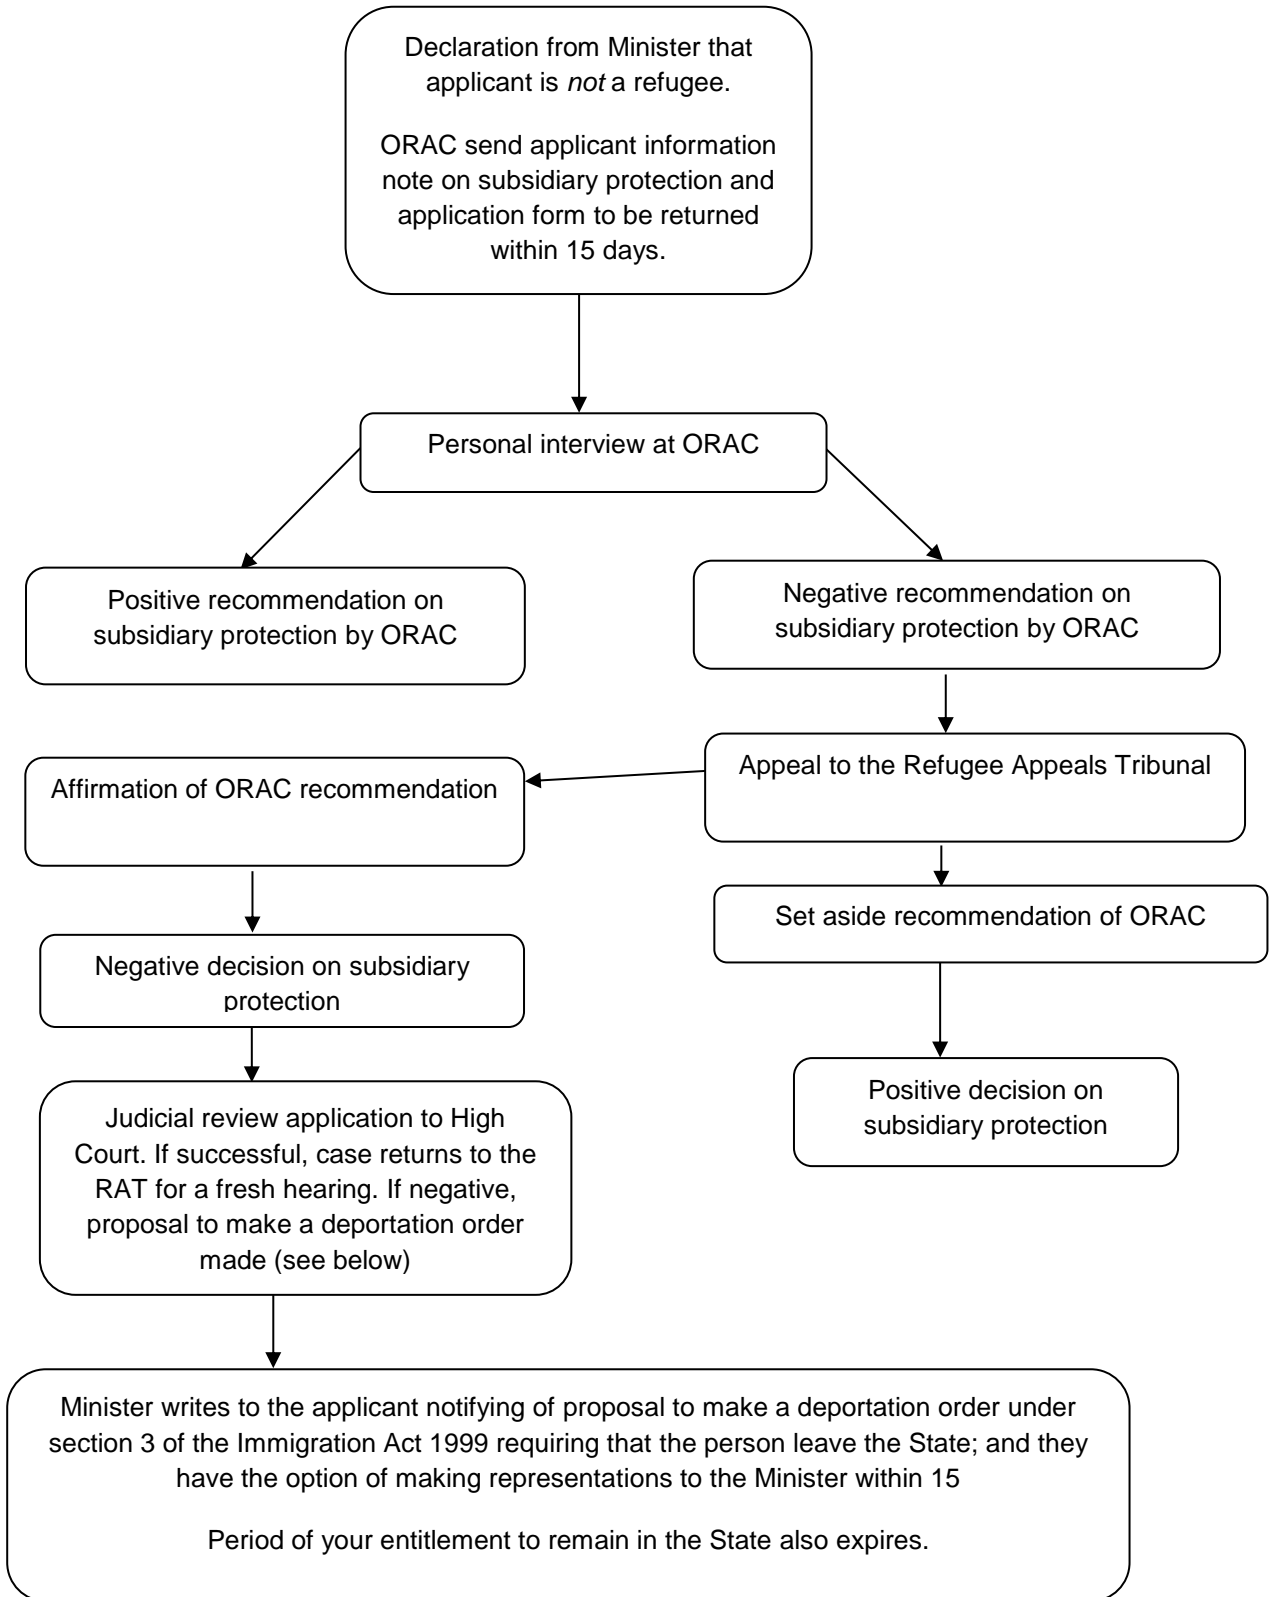 Declaration from Minister that
applicant is not a refugee.
ORAC send applicant information
note on subsidiary protection and
application form to be returned
within 15 days.
Personal interview at ORAC
Positive recommendation on
subsidiary protection by ORAC
Negative recommendation on
subsidiary protection by ORAC
Affirmation of ORAC recommendation
Appeal to the Refugee Appeals Tribunal
Set aside recommendation of ORAC
Negative decision on subsidiary
protection
Positive decision on
subsidiary protection
Judicial review application to High
Court. If successful, case returns to the
RAT for a fresh hearing. If negative,
proposal to make a deportation order
made (see below)
Minister writes to the applicant notifying of proposal to make a deportation order under
section 3 of the Immigration Act 1999 requiring that the person leave the State; and they
have the option of making representations to the Minister within 15
Period of your entitlement to remain in the State also expires.